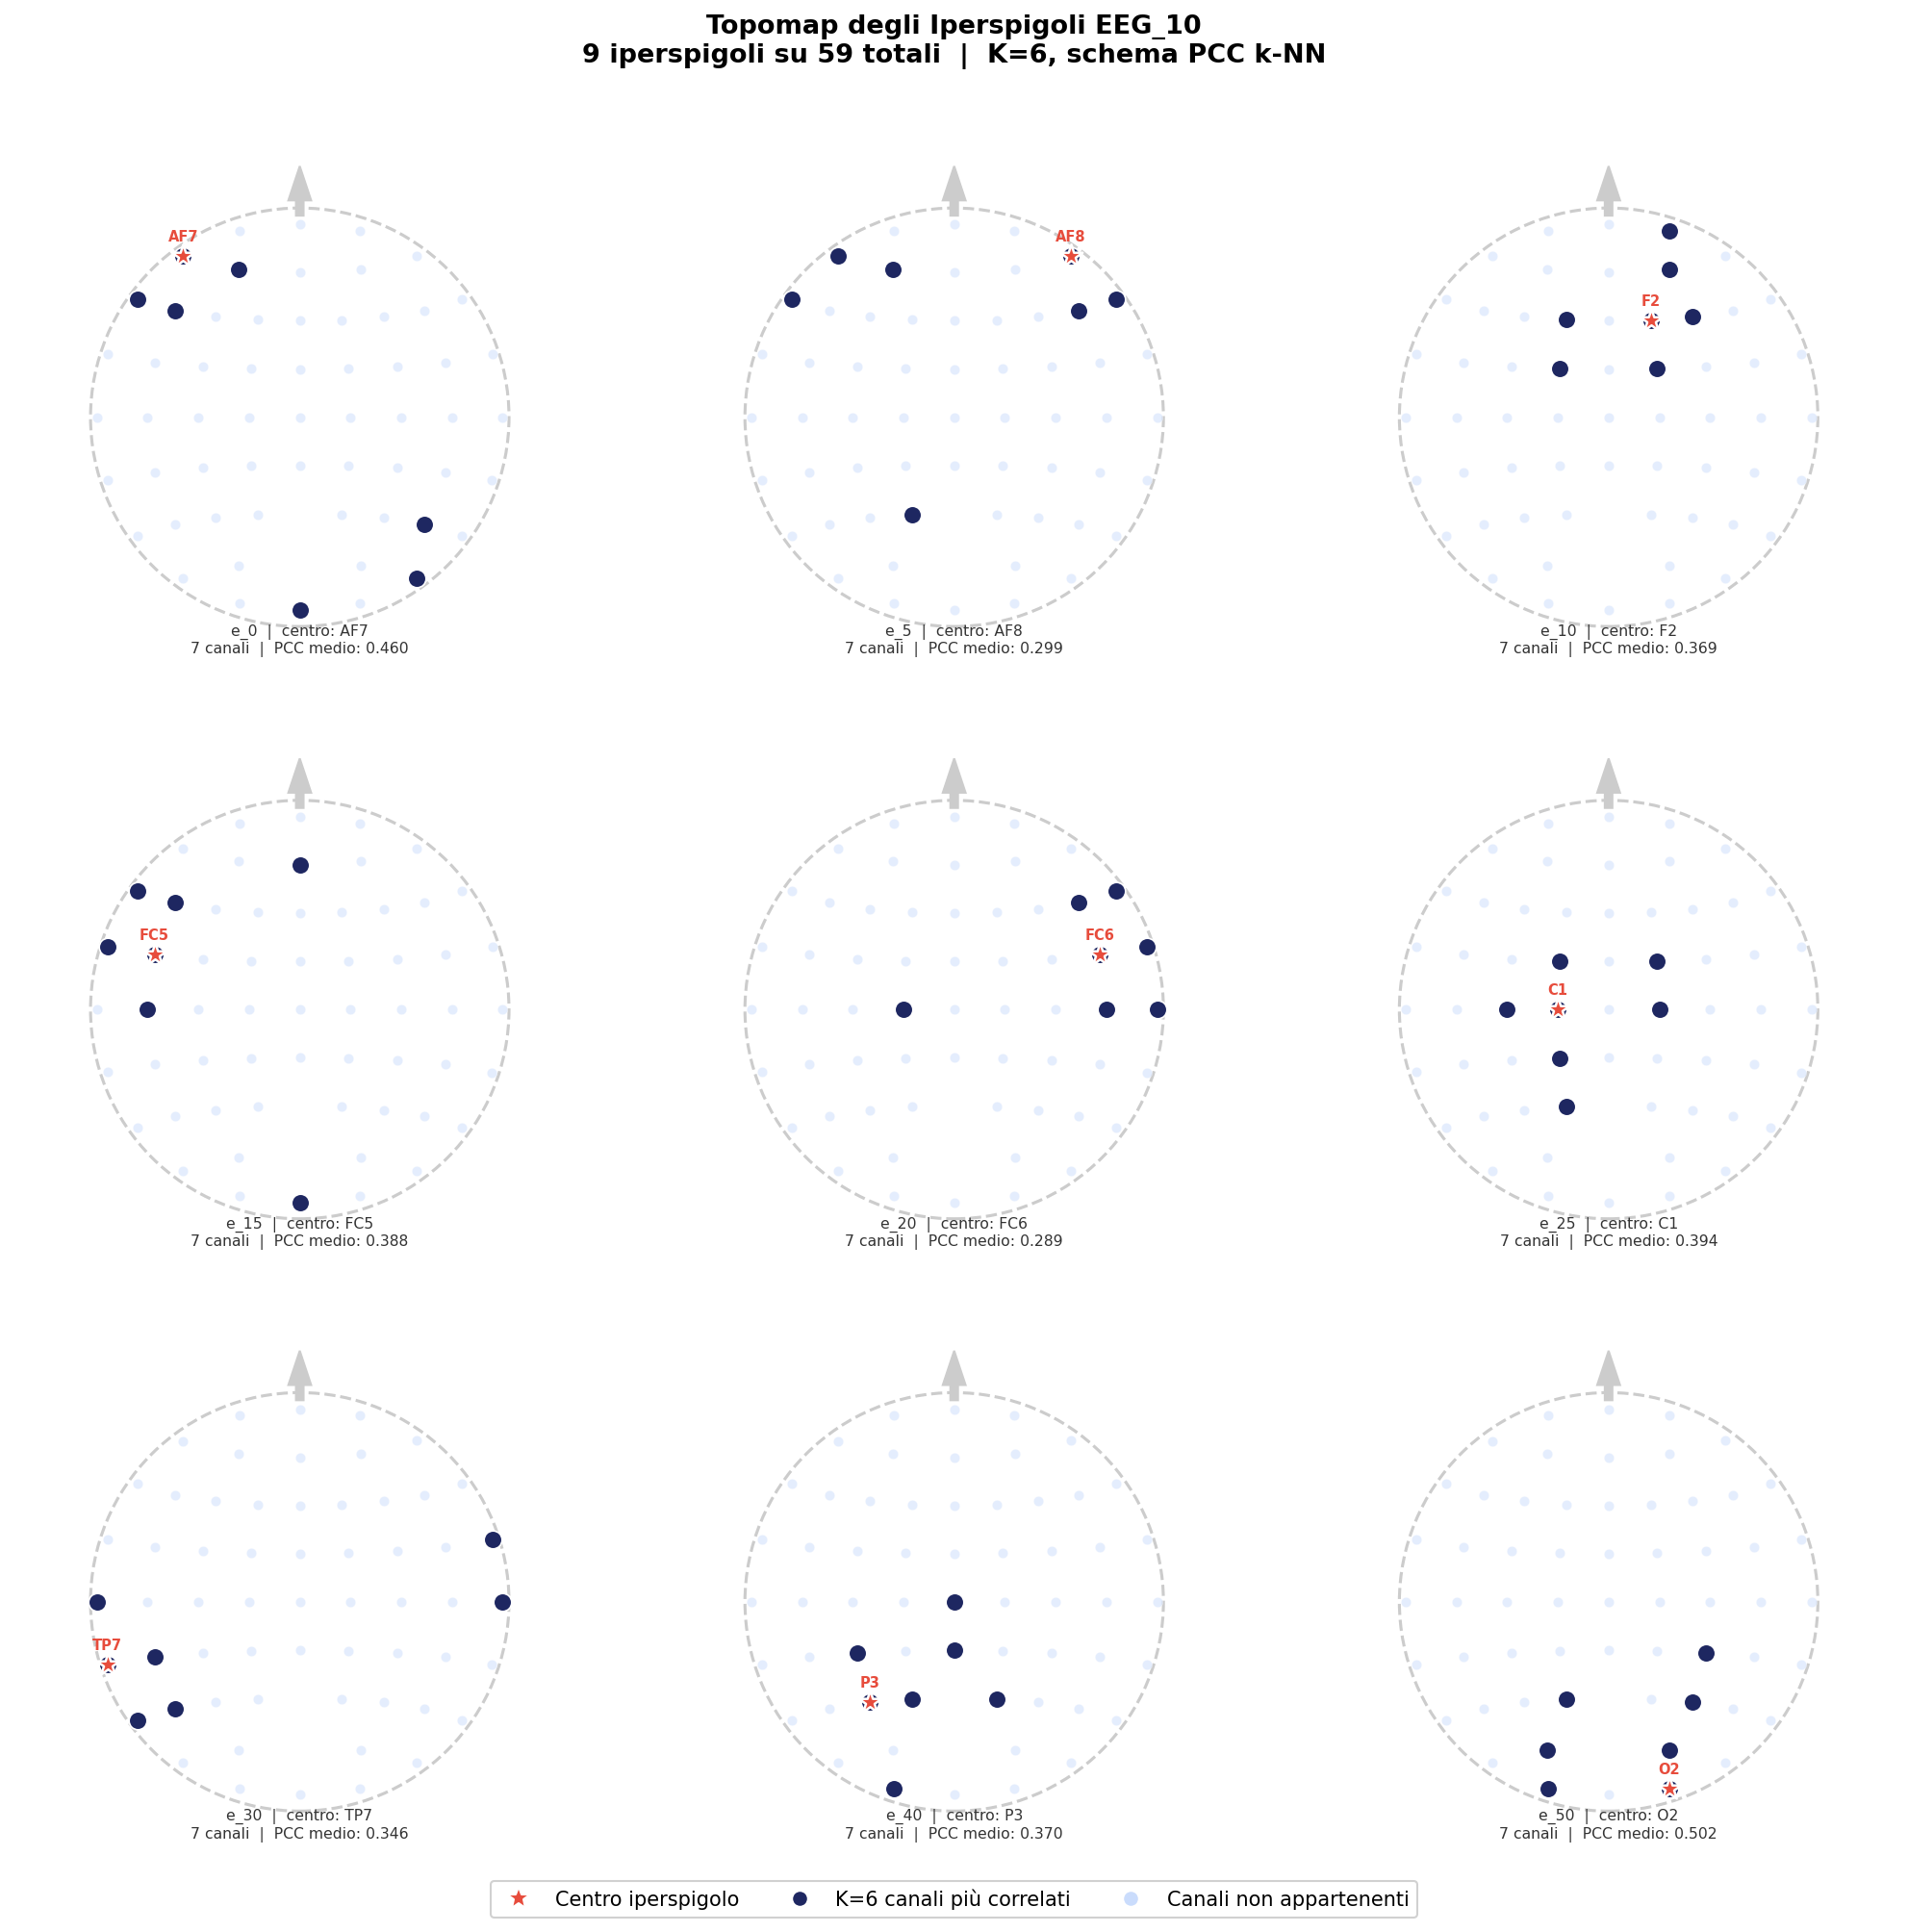 Topomap degli Iperspigoli EEG_10
9 iperspigoli su 59 totali | K=6, schema PCC k-NN
AF7
e_0 | centro: AF7
7 canali | PCC medio: 0.460
AF8
e_5 | centro: AF8
7 canali | PCC medio: 0.299
F2
e_10 | centro: F2
7 canali | PCC medio: 0.369
FC5
e_15 | centro: FC5
7 canali | PCC medio: 0.388
FC6
e_20 | centro: FC6
7 canali | PCC medio: 0.289
C1
e_25 | centro: C1
7 canali | PCC medio: 0.394
TP7
e_30 | centro: TP7
7 canali | PCC medio: 0.346
P3
e_40 | centro: P3
7 canali | PCC medio: 0.370
O2
e_50 | centro: O2
7 canali | PCC medio: 0.502
Centro iperspigolo
K=6 canali più correlati
Canali non appartenenti